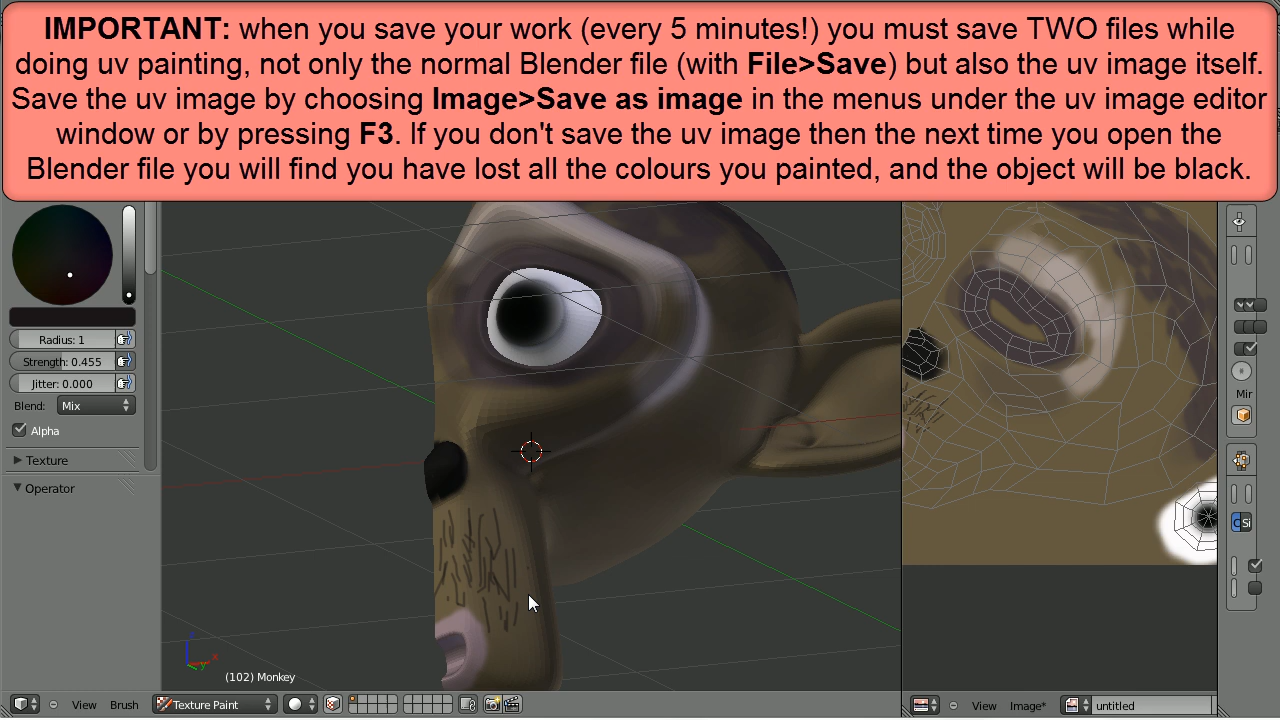 IMPORTANT: when you save your work (every 5 minutes!) you must save TWO files while
doing uv painting, not only the normal Blender file (with File>Save) but also the uv image itself.
Save the uv image by choosing Image>Save as image in the menus under the uv image editor
window or by pressing F3. If you don't save the uv image then the next time you open the
Blender file you will find you have lost all the colours you painted, and the object will be black.
Radius: 1
Strength: 0.455
Jitter: 0.000
Blend: Mix
Alpha
Texture
Operator
Mir
Si
z
x
y
(102) Monkey
View Brush Texture Paint
View Image* untitled